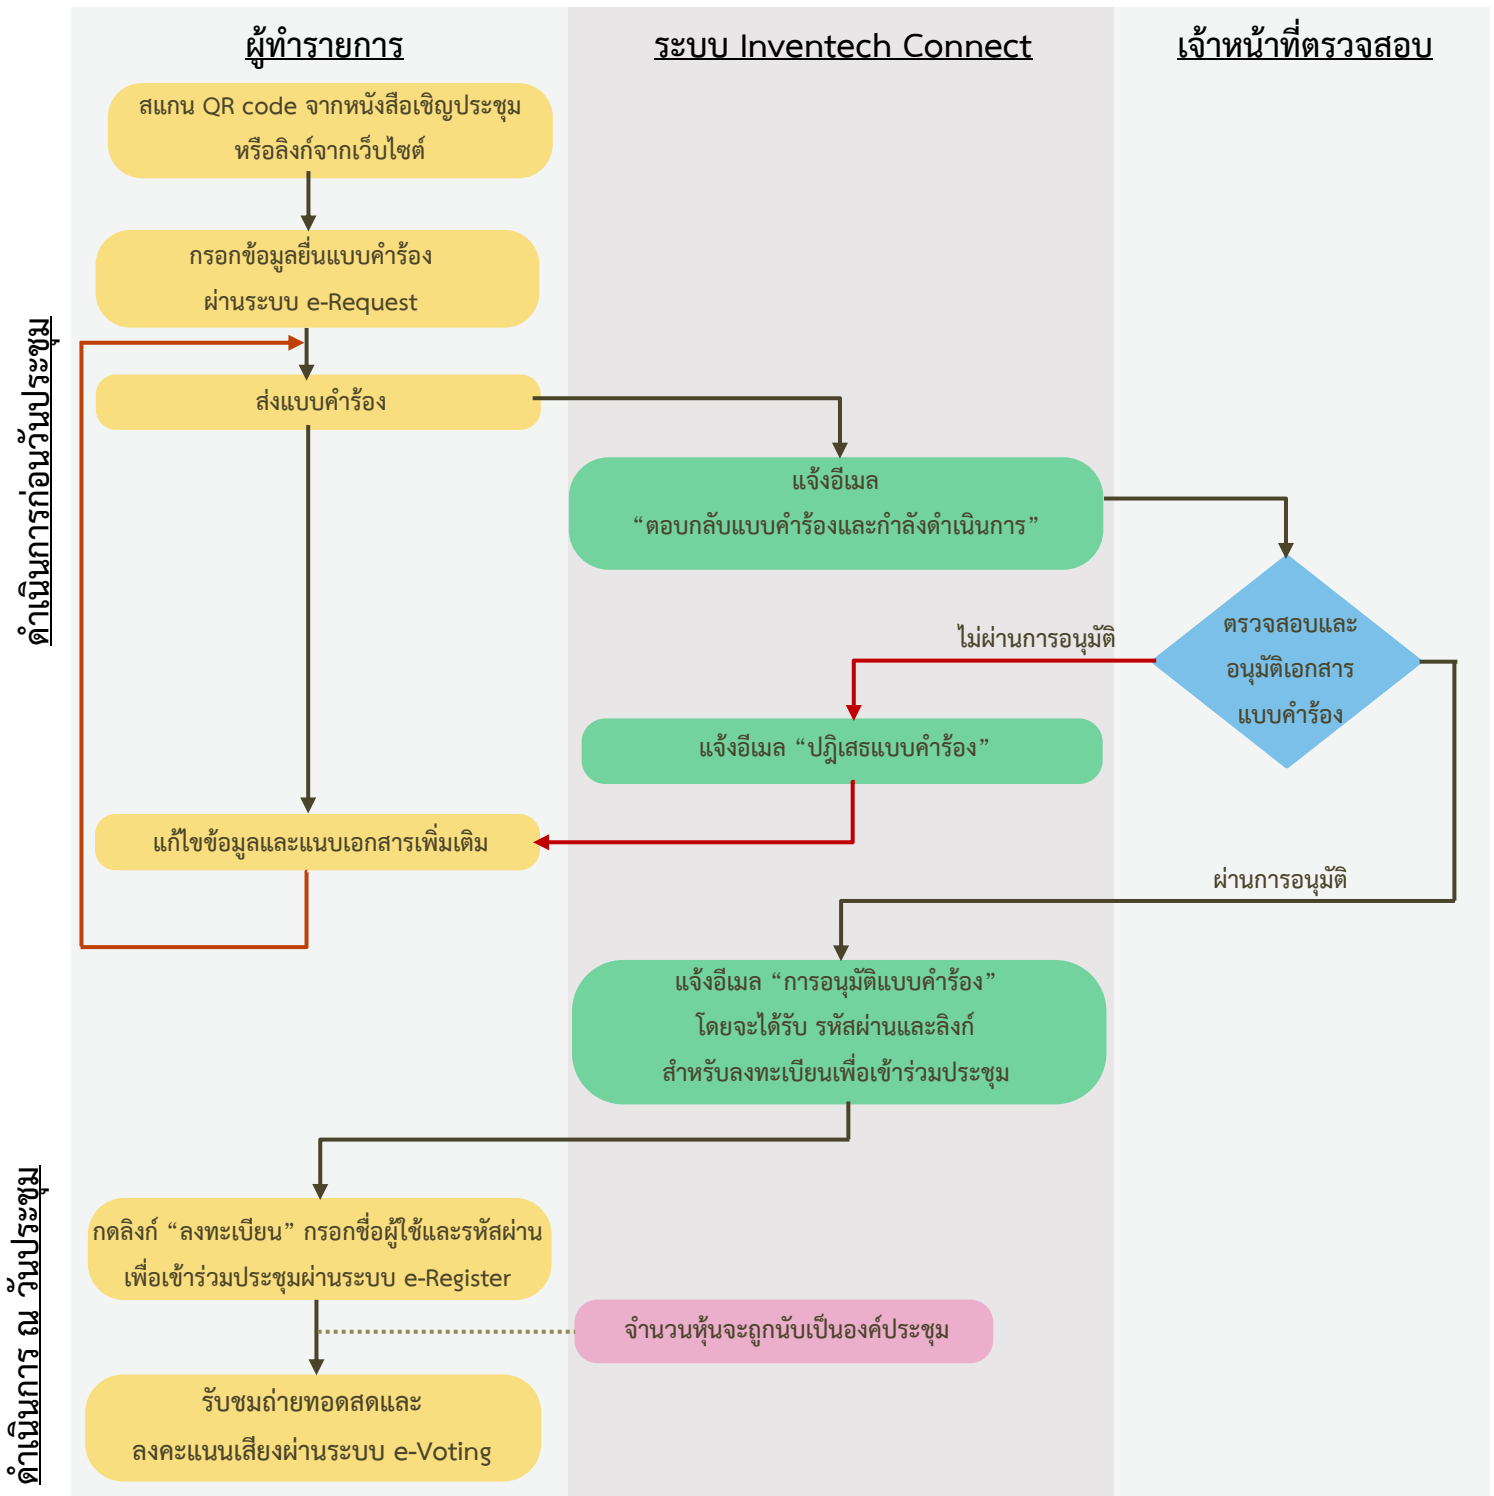 ผู้ทำรายการ
ระบบ Inventech Connect
เจ้าหน้าที่ตรวจสอบ
ดำเนินการก่อนวันประชุม
สแกน QR code จากหนังสือเชิญประชุม
หรือลิงก์จากเว็บไซต์
กรอกข้อมูลยื่นแบบคำร้อง
ผ่านระบบ e-Request
ส่งแบบคำร้อง
แจ้งอีเมล
“ตอบกลับแบบคำร้องและกำลังดำเนินการ”
ตรวจสอบและ
อนุมัติเอกสาร
แบบคำร้อง
ไม่ผ่านการอนุมัติ
แจ้งอีเมล “ปฎิเสธแบบคำร้อง”
แก้ไขข้อมูลและแนบเอกสารเพิ่มเติม
ผ่านการอนุมัติ
แจ้งอีเมล “การอนุมัติแบบคำร้อง”
โดยจะได้รับ รหัสผ่านและลิงก์
สำหรับลงทะเบียนเพื่อเข้าร่วมประชุม
ดำเนินการ ณ วันประชุม
กดลิงก์ “ลงทะเบียน” กรอกชื่อผู้ใช้และรหัสผ่าน
เพื่อเข้าร่วมประชุมผ่านระบบ e-Register
จำนวนหุ้นจะถูกนับเป็นองค์ประชุม
รับชมถ่ายทอดสดและ
ลงคะแนนเสียงผ่านระบบ e-Voting